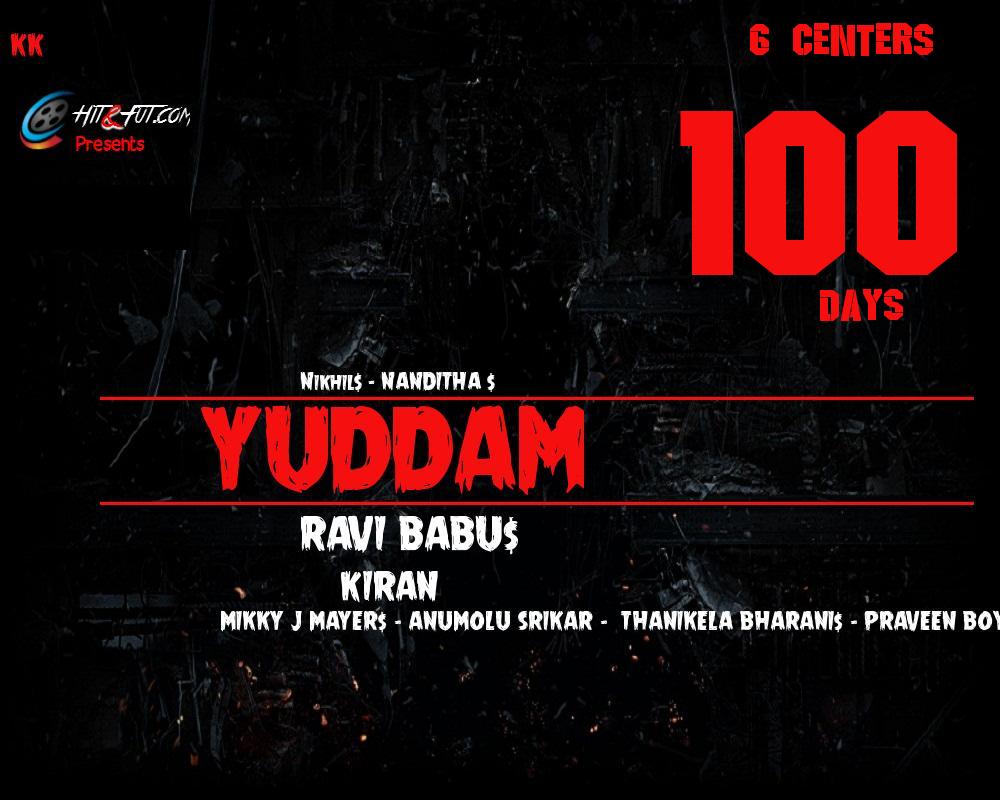 KK
6 CENTERS
HIT&FUT.COM
Presents
100
DAYS
NIKHIL$ - NANDITHA $
YUDDAM
RAVI BABU$
KIRAN
MIKKY J MAYER$ - ANUMOLU SRIKAR - THANIKELA BHARANI$ - PRAVEEN BOY